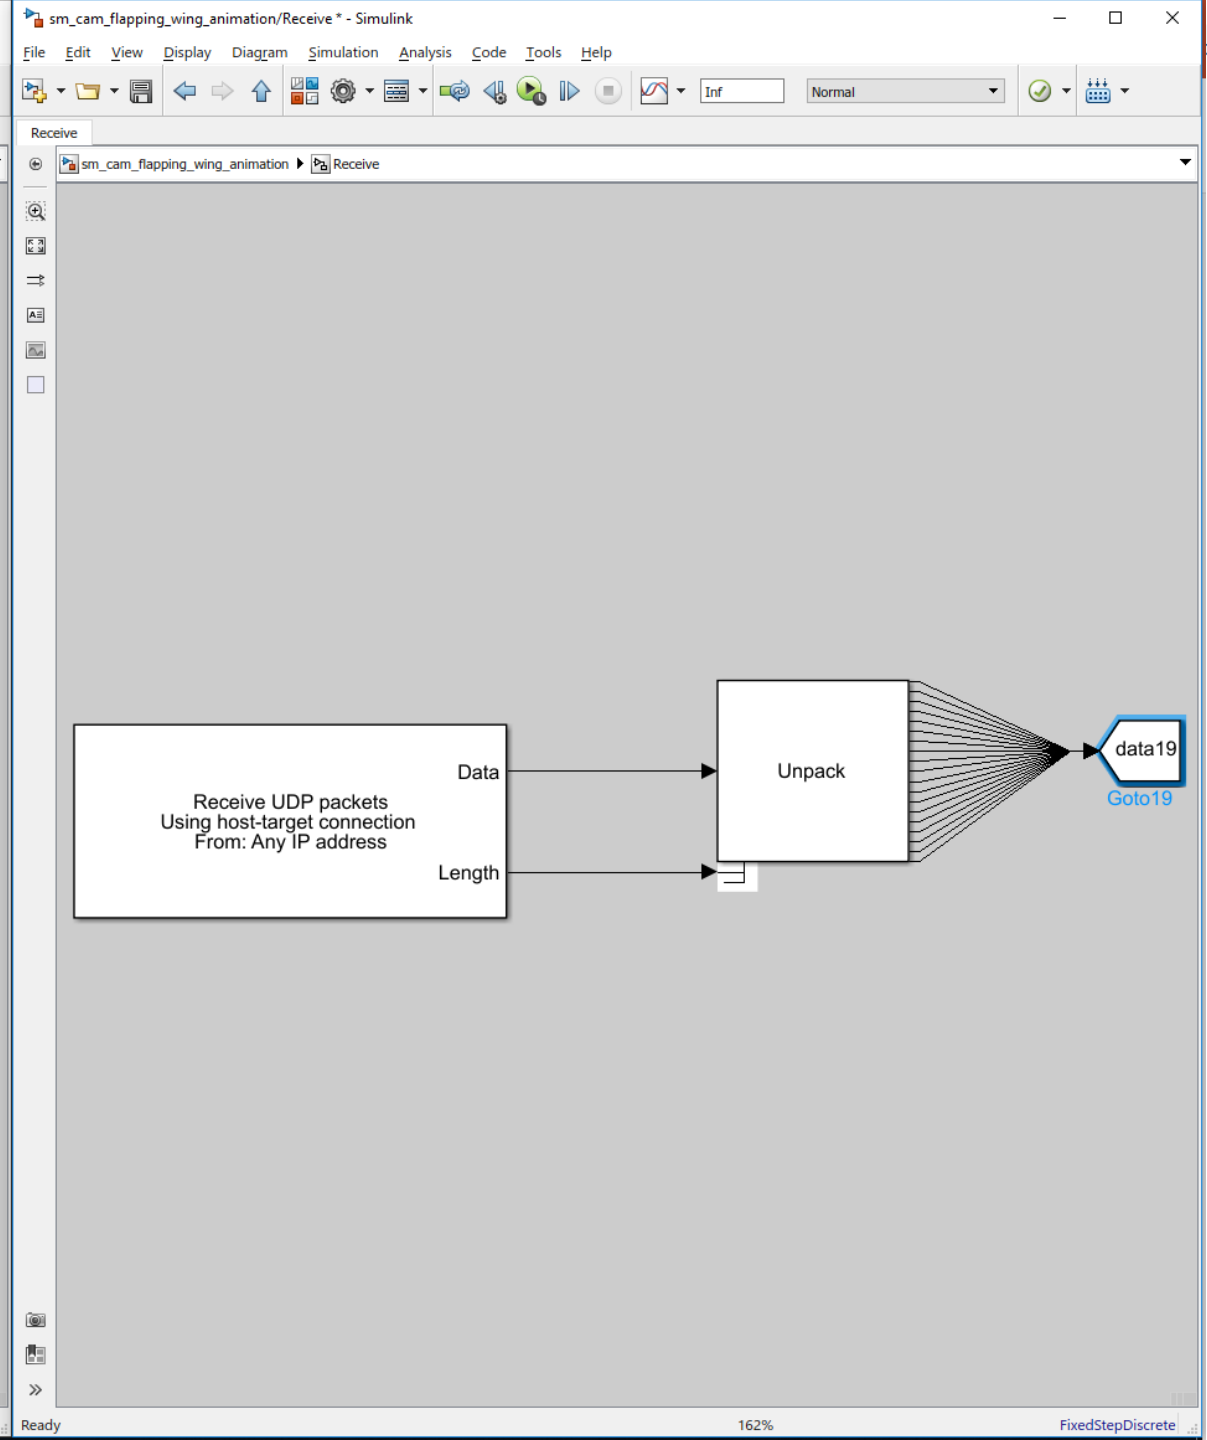 sm_cam_flapping_wing_animation/Receive * - Simulink
File Edit View Display Diagram Simulation Analysis Code Tools Help
Inf
Normal
Receive
sm_cam_flapping_wing_animation Receive
Data
Receive UDP packets
Using host-target connection
From: Any IP address
Length
Unpack
data19
Goto19
Ready
162%
FixedStepDiscrete